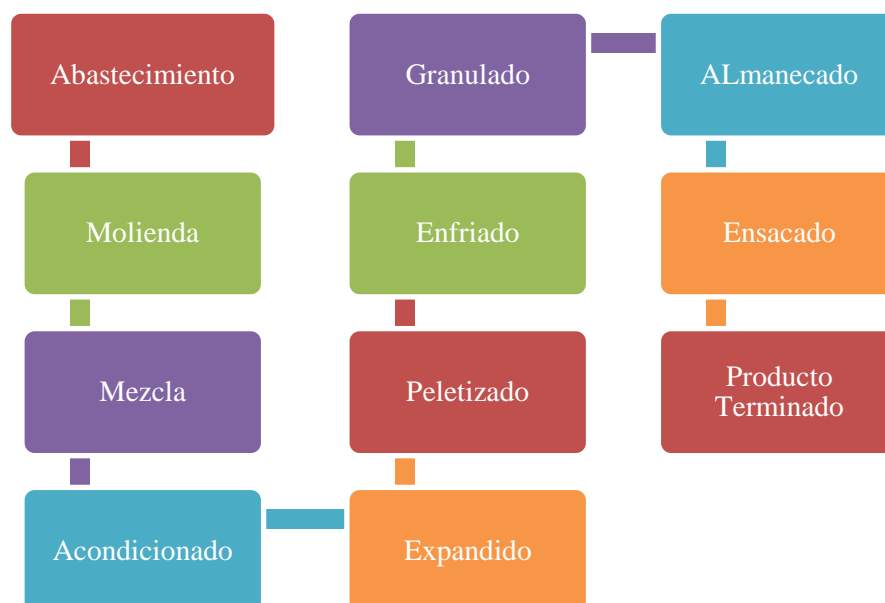 Abastecimiento
Molienda
Mezcla
Acondicionado
Expandido
Peletizado
Enfriado
Granulado
ALmanecado
Ensacado
Producto
Terminado